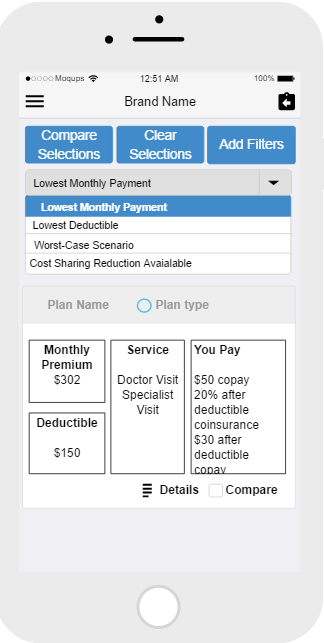 Moqups 12:51 AM 100%
Brand Name
Compare Selections
Clear Selections
Add Filters
Lowest Monthly Payment
Lowest Monthly Payment
Lowest Deductible
Worst-Case Scenario
Cost Sharing Reduction Avaialable
Plan Name Plan type
Monthly
Premium
$302
Deductible
$150
Service
Doctor Visit
Specialist
Visit
You Pay
$50 copay
20% after
deductible
coinsurance
$30 after
deductible
copay
Details Compare